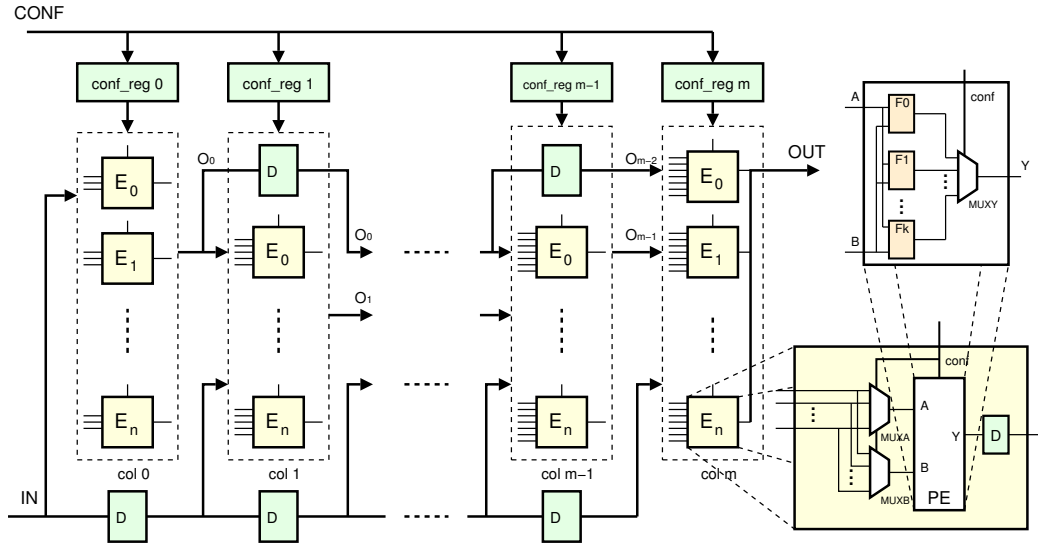 CONF
conf_reg 0
conf_reg 1
conf_reg m−1
conf_reg m
E0
E1
En
col 0
O0
D
E0
O0
O1
En
col 1
D
E0
En
col m−1
Om−2
Om−1
E0
E1
En
col m
OUT
IN
D
D
D
A
B
F0
F1
Fk
conf
MUXY
Y
conf
A
MUXA
B
MUXB
Y
PE
D